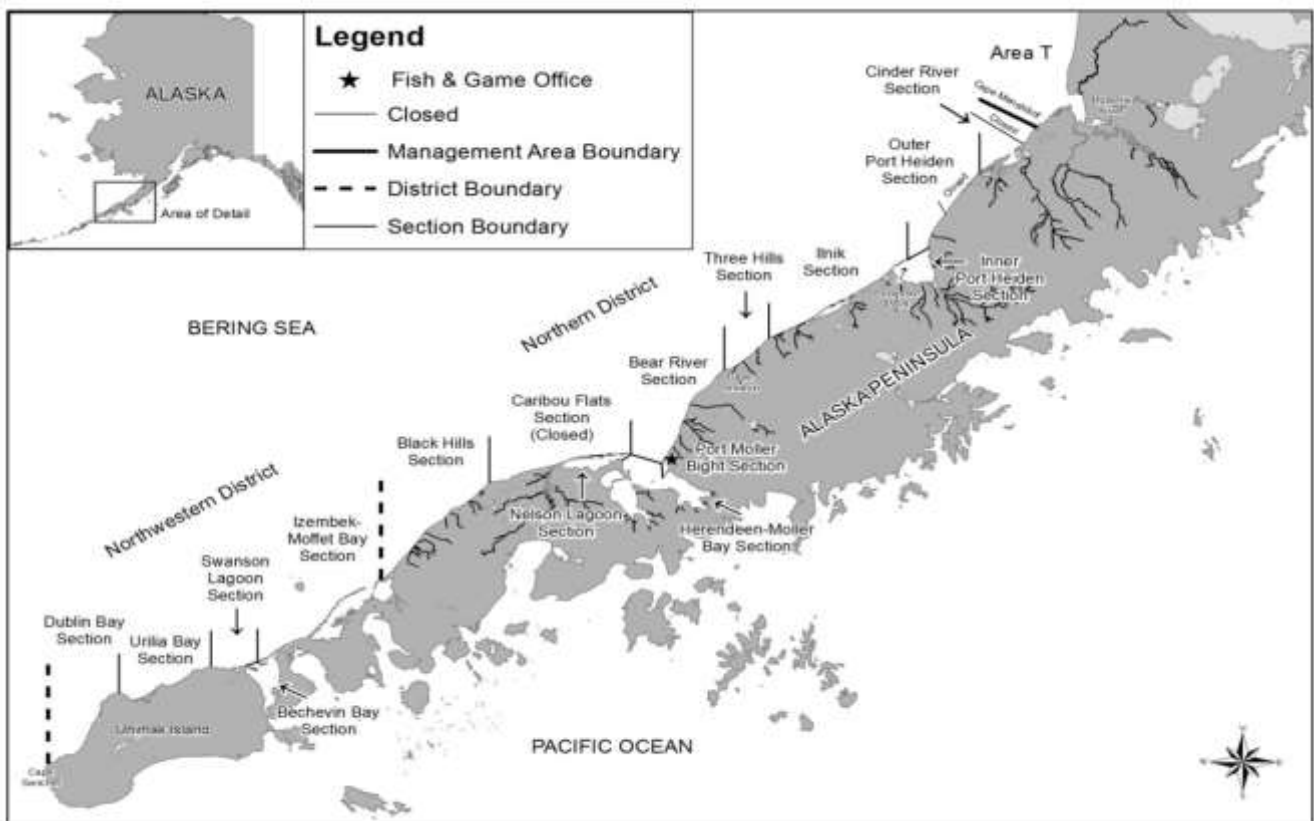 ALASKA
Area of Detail
Legend
Fish & Game Office
Closed
Management Area Boundary
District Boundary
Section Boundary
Area T
Cinder River
Section
Closed
Outer
Port Heiden
Section
Closed
Inner
Port Heiden
Section
Ilnik
Section
Three Hills
Section
Northern District
BERING SEA
Bear River
Section
ALASKA PENINSULA
Caribou Flats
Section
(Closed)
Port Moller
Bight Section
Black Hills
Section
Nelson Lagoon
Section
Herendeen-Moller
Bay Section
Northwestern District
Izembek-
Moffet Bay
Section
Swanson
Lagoon
Section
Dublin Bay
Section
Urilia Bay
Section
Bechevin Bay
Section
Unimak Island
PACIFIC OCEAN
Cape